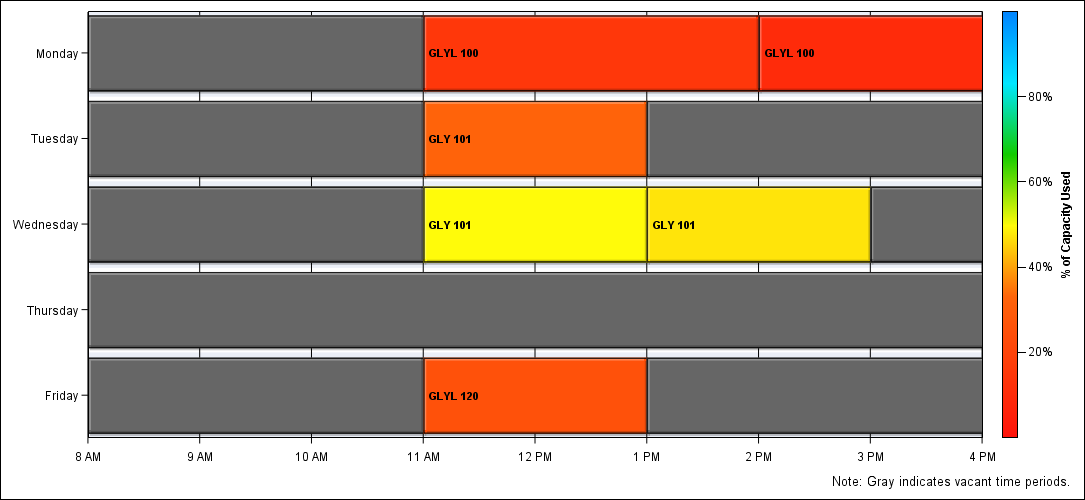 Monday
GLYL 100
GLYL 100
80%
Tuesday
GLY 101
60%
% of Capacity Used
Wednesday
GLY 101
GLY 101
40%
Thursday
20%
Friday
GLYL 120
8 AM
9 AM
10 AM
11 AM
12 PM
1 PM
2 PM
3 PM
4 PM
Note: Gray indicates vacant time periods.